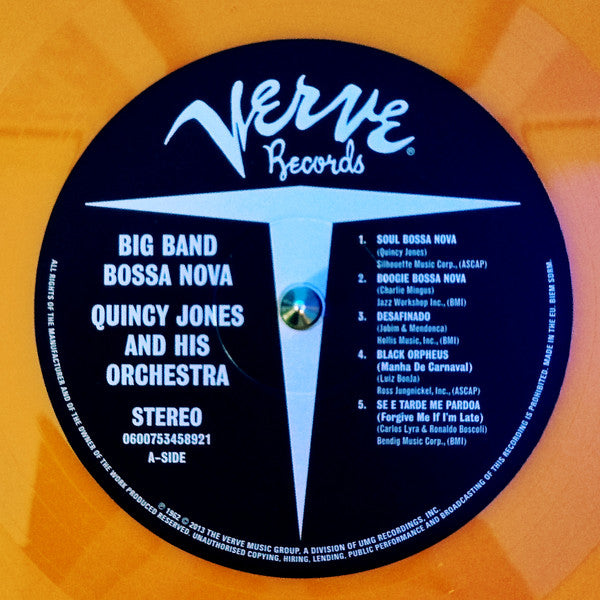 Verve®
Records
BIG BAND
BOSSA NOVA
QUINCY JONES
AND HIS
ORCHESTRA
STEREO
0600753458921
A-SIDE
1. SOUL BOSSA NOVA
(Quincy Jones)
Silhouette Music Corp., (ASCAP)
2. BOOGIE BOSSA NOVA
(Charlie Mingus)
Jazz Workshop Inc., (BMI)
3. DESAFINADO
(Jobim & Mendonca)
Hollis Music, Inc., (BMI)
4. BLACK ORPHEUS
(Manha De Carnaval)
(Luiz Bonja)
Ross Jungnickel, Inc., (ASCAP)
5. SE E TARDE ME PARDOA
(Forgive Me If I'm Late)
(Carlos Lyra & Ronaldo Boscoli)
Bendig Music Corp., (BMI)
℗ 1962 © 2013 THE VERVE MUSIC GROUP, A DIVISION OF UMG RECORDINGS, INC.
ALL RIGHTS OF THE MANUFACTURER AND OF THE OWNER OF THE WORK PRODUCED RESERVED. UNAUTHORISED COPYING, HIRING, LENDING, PUBLIC PERFORMANCE AND BROADCASTING OF THIS RECORDING IS PROHIBITED. MADE IN THE EU. BIEM SDRM.